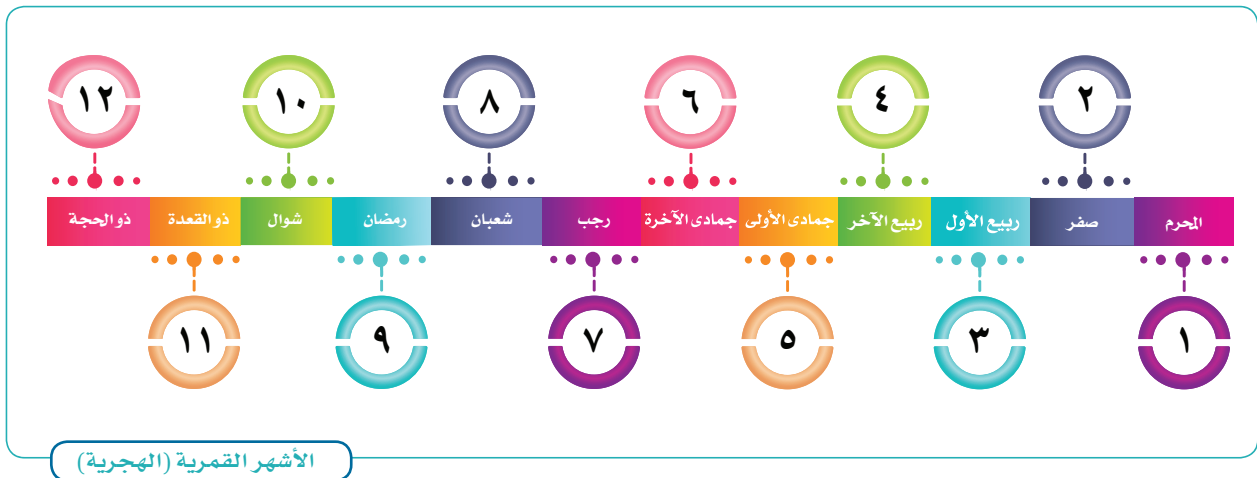 ٢ ٤ ٦ ٨ ١٠ ١٢
المحرم صفر ربيع الأول ربيع الآخر جمادى الأولى جمادى الآخرة رجب شعبان رمضان شوال ذو القعدة ذو الحجة
١ ٣ ٥ ٧ ٩ ١١
الأشهر القمرية (الهجرية)